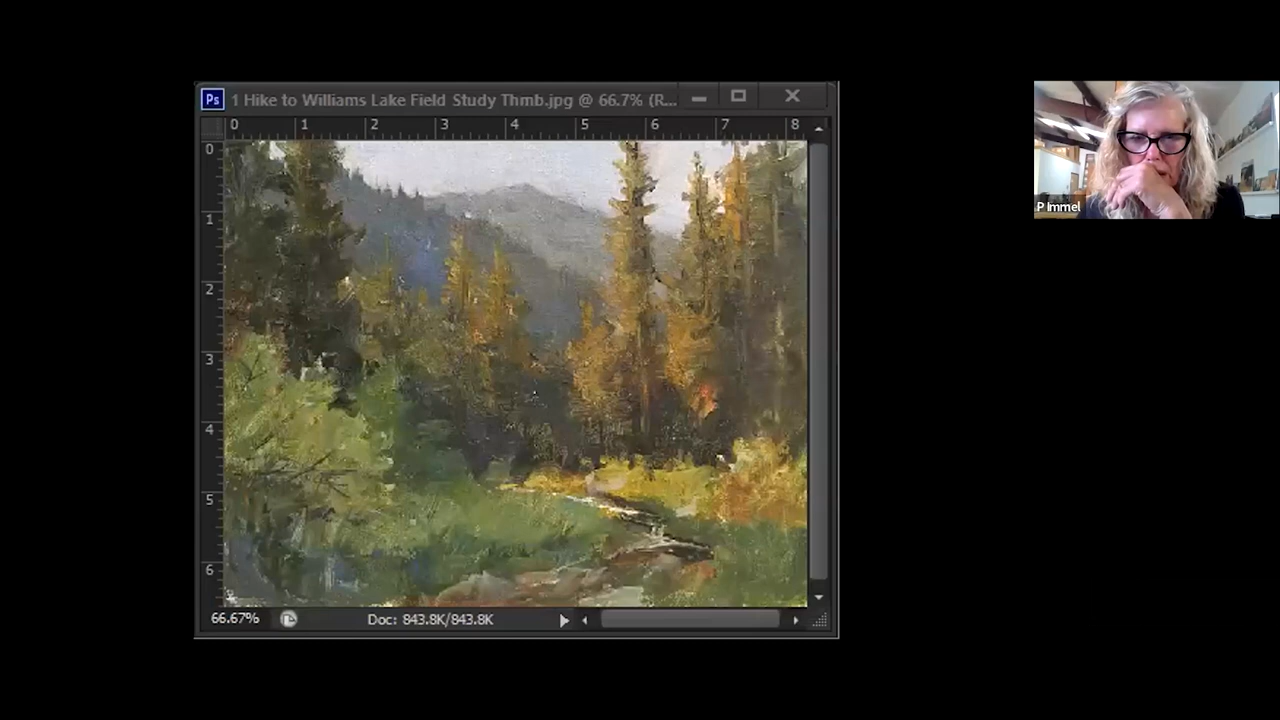 Ps 1 Hike to Williams Lake Field Study Thmb.jpg @ 66.7% (R...
0 1 2 3 4 5 6 7 8
0
1
2
3
4
5
6
66.67% Doc: 843.8K/843.8K
P Immel